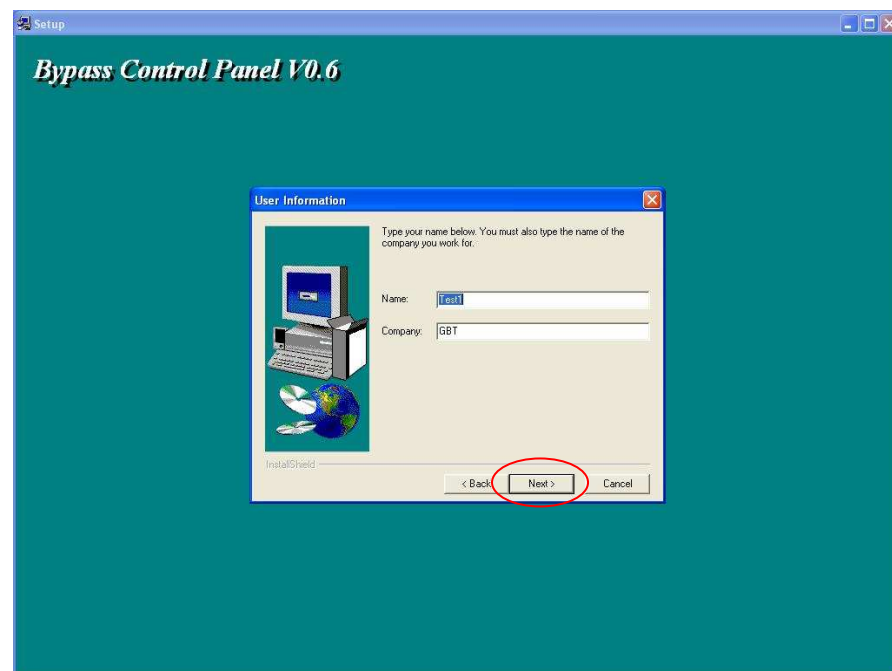 Setup
Bypass Control Panel V0.6
User Information
Type your name below. You must also type the name of the
company you work for.
Name: Test1
Company: GBT
InstallShield
< Back Next > Cancel